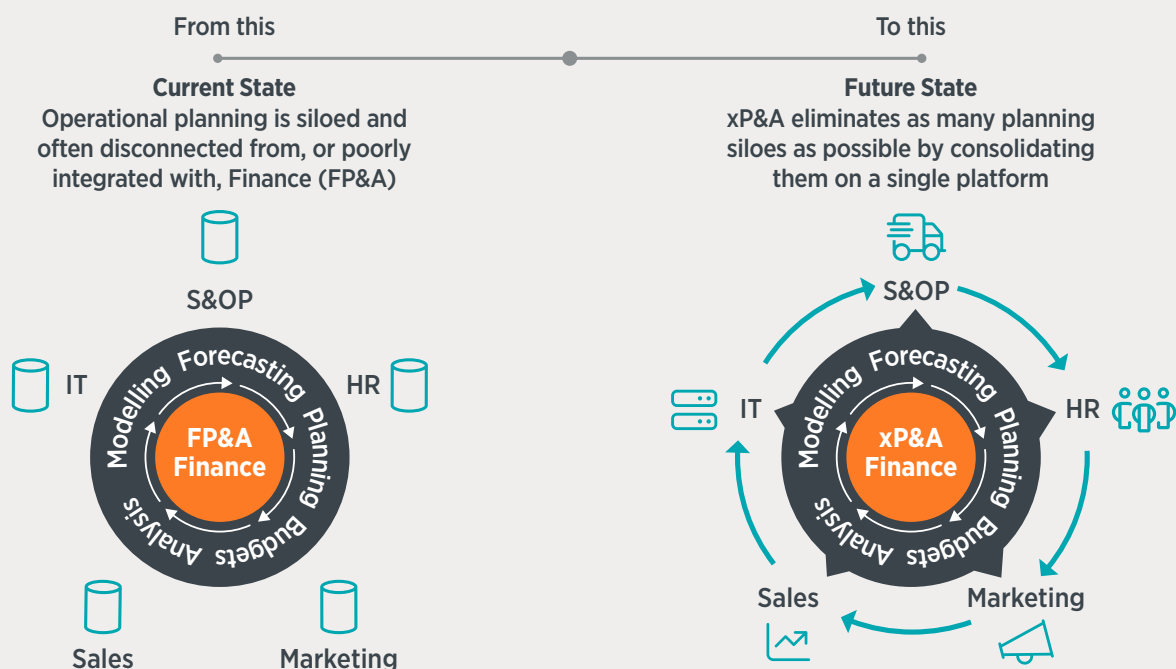 From this
To this
Current State
Operational planning is siloed and
often disconnected from, or poorly
integrated with, Finance (FP&A)
Future State
xP&A eliminates as many planning
siloes as possible by consolidating
them on a single platform
S&OP
IT
HR
Modelling Forecasting Planning Budgets Analysis
FP&A
Finance
Sales
Marketing
S&OP
IT
HR
Modelling Forecasting Planning Budgets Analysis
xP&A
Finance
Sales
Marketing